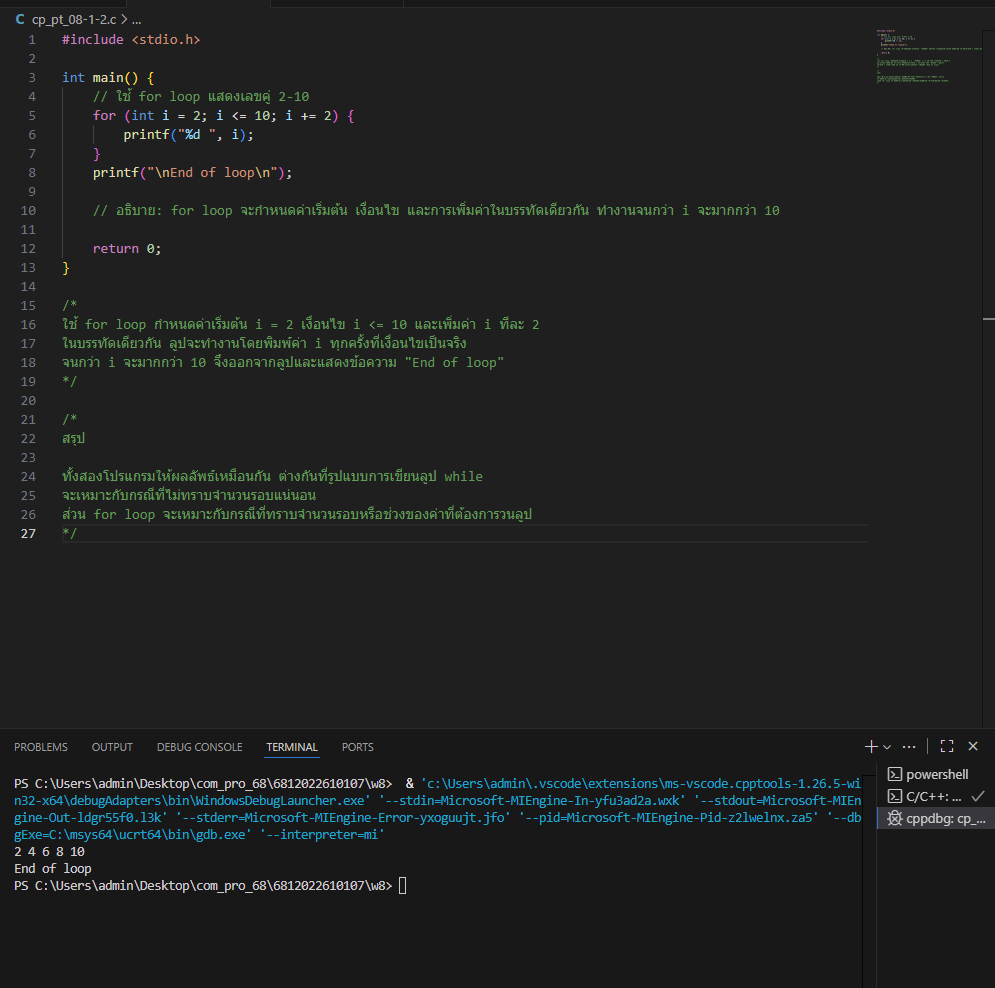 cp_pt_08-1-2.c > ...
1 #include <stdio.h>
2
3 int main() {
4 // ใช้ for loop แสดงเลขคู่ 2-10
5 for (int i = 2; i <= 10; i += 2) {
6 printf("%d ", i);
7 }
8 printf("\nEnd of loop\n");
9
10 // อธิบาย: for loop จะกำหนดค่าเริ่มต้น เงื่อนไข และการเพิ่มค่าในบรรทัดเดียวกัน ทำงานจนกว่า i จะมากกว่า 10
11
12 return 0;
13 }
14
15 /*
16 ใช้ for loop กำหนดค่าเริ่มต้น i = 2 เงื่อนไข i <= 10 และเพิ่มค่า i ทีละ 2
17 ในบรรทัดเดียวกัน ลูปจะทำงานโดยพิมพ์ค่า i ทุกครั้งที่เงื่อนไขเป็นจริง
18 จนกว่า i จะมากกว่า 10 จึงออกจากลูปและแสดงข้อความ "End of loop"
19 */
20
21 /*
22 สรุป
23
24 ทั้งสองโปรแกรมให้ผลลัพธ์เหมือนกัน ต่างกันที่รูปแบบการเขียนลูป while
25 จะเหมาะกับกรณีที่ไม่ทราบจำนวนรอบแน่นอน
26 ส่วน for loop จะเหมาะกับกรณีที่ทราบจำนวนรอบหรือช่วงของค่าที่ต้องการวนลูป
27 */
PROBLEMS OUTPUT DEBUG CONSOLE TERMINAL PORTS
PS C:\Users\admin\Desktop\com_pro_68\6812022610107\w8> & 'c:\Users\admin\.vscode\extensions\ms-vscode.cpptools-1.26.5-wi
n32-x64\debugAdapters\bin\WindowsDebugLauncher.exe' '--stdin=Microsoft-MIEngine-In-yfu3ad2a.wxk' '--stdout=Microsoft-MIEn
gine-Out-ldgr55f0.l3k' '--stderr=Microsoft-MIEngine-Error-yxoguujt.jfo' '--pid=Microsoft-MIEngine-Pid-z2lwelnx.za5' '--db
gExe=C:\msys64\ucrt64\bin\gdb.exe' '--interpreter=mi'
2 4 6 8 10
End of loop
PS C:\Users\admin\Desktop\com_pro_68\6812022610107\w8>
powershell
C/C++: ...
cppdbg: cp_...